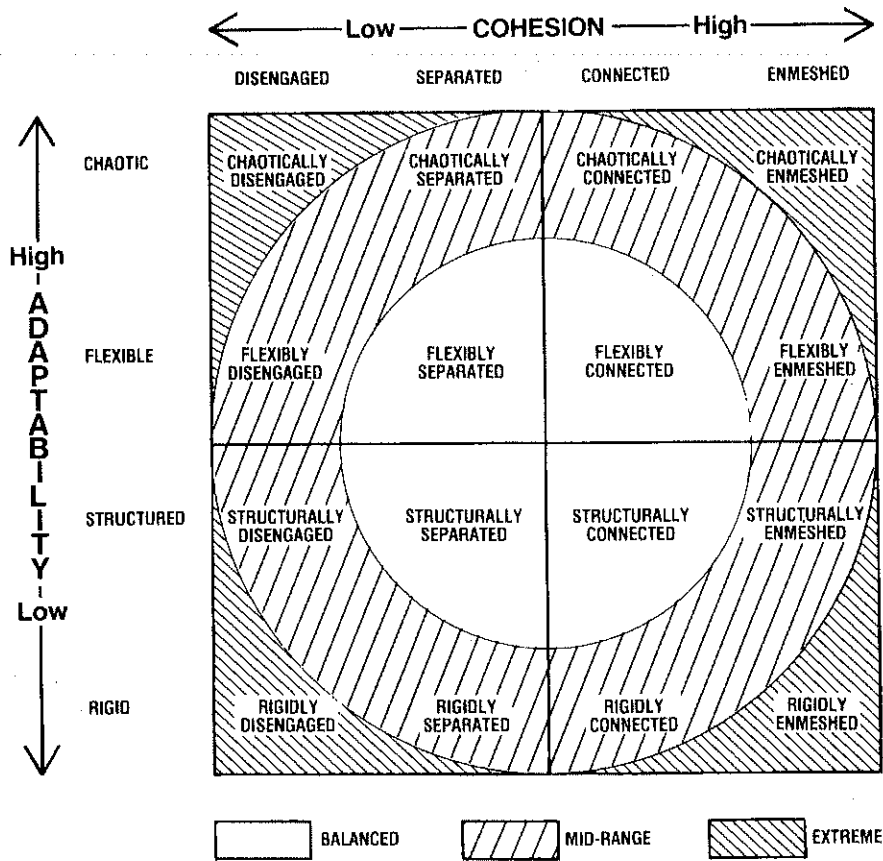 Low — COHESION — High
DISENGAGED SEPARATED CONNECTED ENMESHED
CHAOTIC
CHAOTICALLY DISENGAGED
CHAOTICALLY SEPARATED
CHAOTICALLY CONNECTED
CHAOTICALLY ENMESHED
High
ADAPTABILITY
Low
FLEXIBLE
FLEXIBLY DISENGAGED
FLEXIBLY SEPARATED
FLEXIBLY CONNECTED
FLEXIBLY ENMESHED
STRUCTURED
STRUCTURALLY DISENGAGED
STRUCTURALLY SEPARATED
STRUCTURALLY CONNECTED
STRUCTURALLY ENMESHED
RIGID
RIGIDLY DISENGAGED
RIGIDLY SEPARATED
RIGIDLY CONNECTED
RIGIDLY ENMESHED
BALANCED MID-RANGE EXTREME